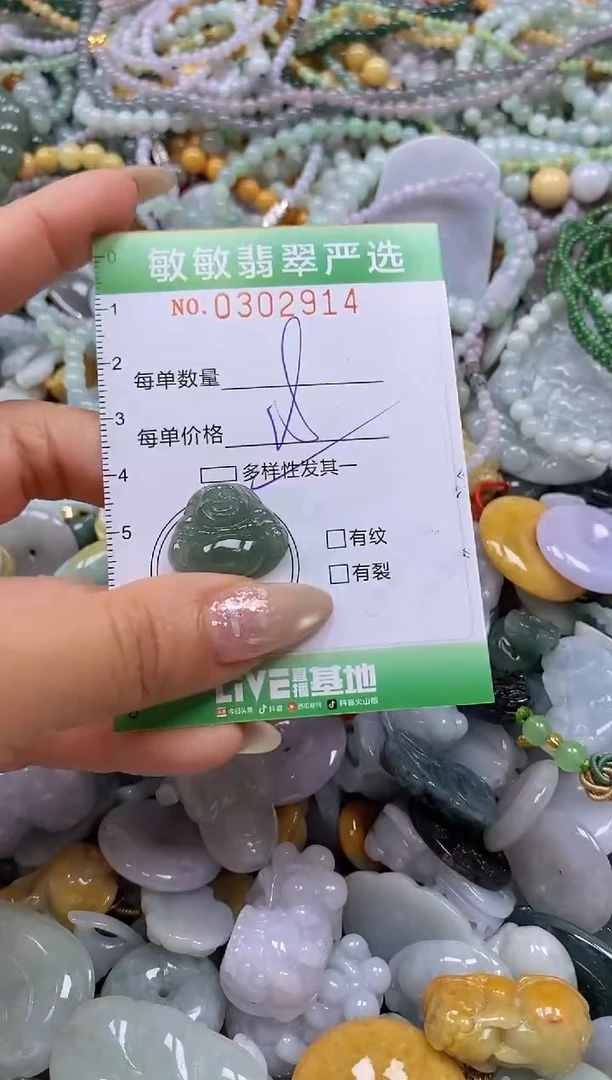 敏敏翡翠严选
NO.0302914
每单数量
每单价格
多样性发其一
有纹
有裂
LIVE直播基地
今日头条 抖音 西瓜视频 抖音火山版
0
1
2
3
4
5